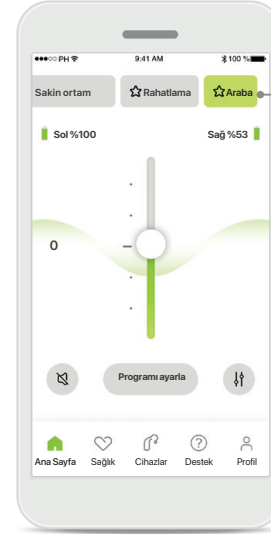 PH 9:41 AM 100 %
Sakin ortam Rahatlama Araba
Sol %100 Sağ %53
0
Programı ayarla
Ana Sayfa Sağlık Cihazlar Destek Profil